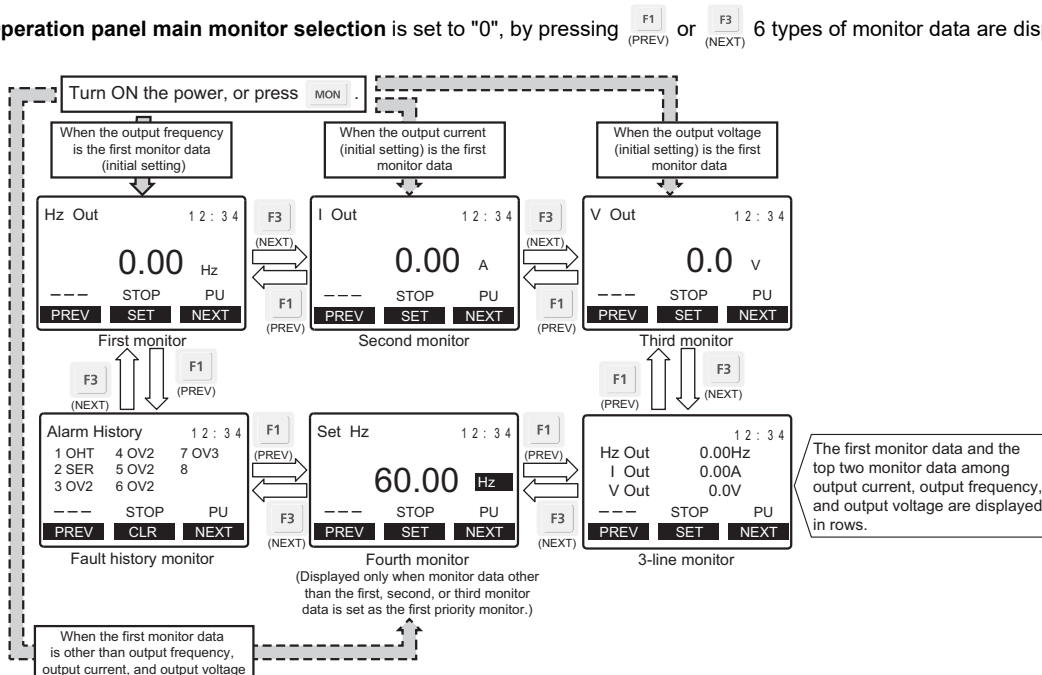 peration panel main monitor selection is set to "0", by pressing F1 (PREV) or F3 (NEXT) 6 types of monitor data are disp
Turn ON the power, or press MON .
When the output frequency
is the first monitor data
(initial setting)
When the output current
(initial setting) is the first
monitor data
When the output voltage
(initial setting) is the first
monitor data
Hz Out 12:34
0.00 Hz
--- STOP PU
PREV SET NEXT
First monitor
F3
(NEXT)
F1
(PREV)
I Out 12:34
0.00 A
--- STOP PU
PREV SET NEXT
Second monitor
F3
(NEXT)
F1
(PREV)
V Out 12:34
0.0 V
--- STOP PU
PREV SET NEXT
Third monitor
F3
(NEXT)
F1
(PREV)
F1
(PREV)
F3
(NEXT)
Alarm History 12:34
1 OHT 4 OV2 7 OV3
2 SER 5 OV2 8
3 OV2 6 OV2
--- STOP PU
PREV CLR NEXT
Fault history monitor
F1
(PREV)
F3
(NEXT)
Set Hz 12:34
60.00 Hz
--- STOP PU
PREV SET NEXT
Fourth monitor
(Displayed only when monitor data other
than the first, second, or third monitor
data is set as the first priority monitor.)
F1
(PREV)
F3
(NEXT)
12:34
Hz Out 0.00Hz
I Out 0.00A
V Out 0.0V
--- STOP PU
PREV SET NEXT
3-line monitor
The first monitor data and the
top two monitor data among
output current, output frequency,
and output voltage are displayed
in rows.
When the first monitor data
is other than output frequency,
output current, and output voltage